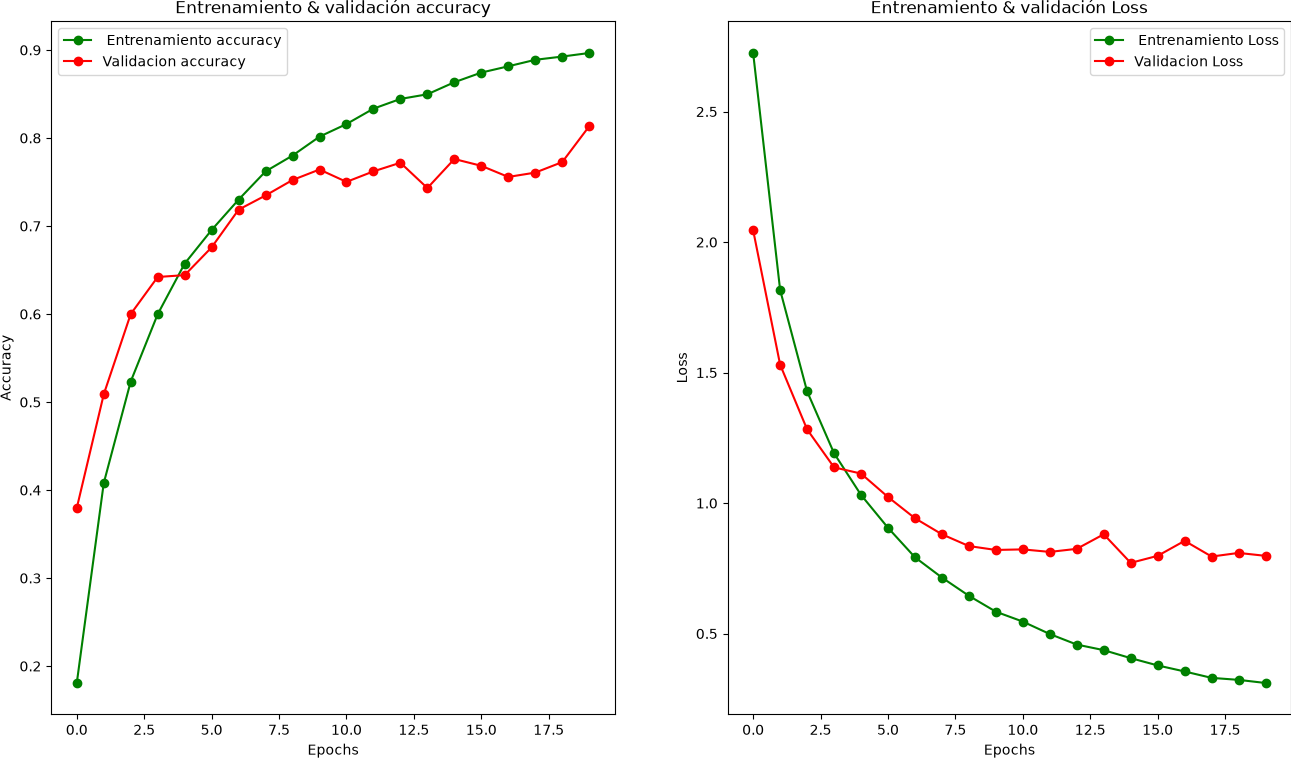 Entrenamiento & validación accuracy
Entrenamiento accuracy
Validacion accuracy
0.9
0.8
0.7
0.6
0.5
0.4
0.3
0.2
Accuracy
0.0 2.5 5.0 7.5 10.0 12.5 15.0 17.5
Epochs
Entrenamiento & validación Loss
Entrenamiento Loss
Validacion Loss
2.5
2.0
1.5
1.0
0.5
Loss
0.0 2.5 5.0 7.5 10.0 12.5 15.0 17.5
Epochs